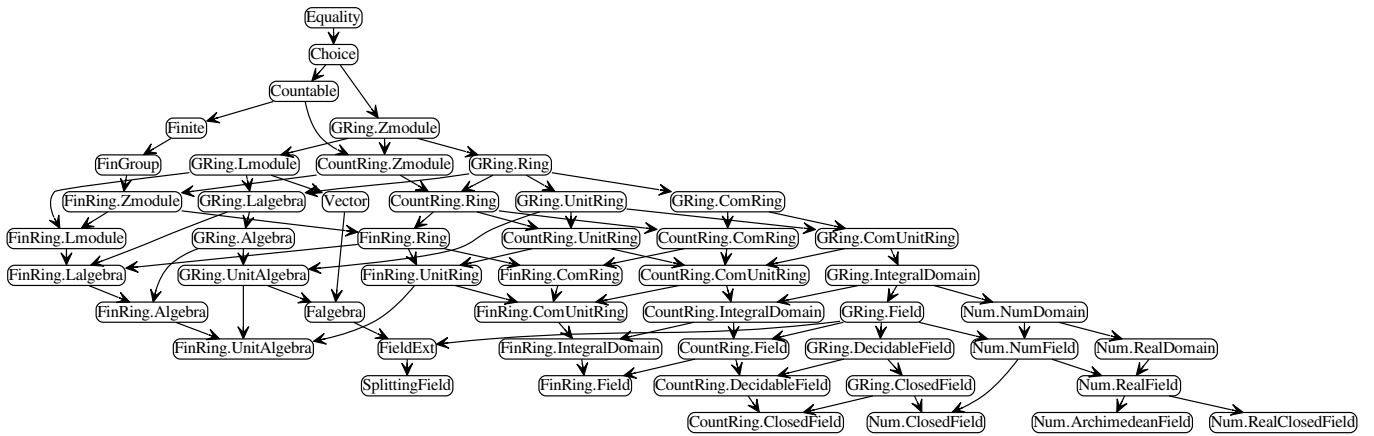 Equality
Choice
Countable
Finite GRing.Zmodule
FinGroup GRing.Lmodule CountRing.Zmodule GRing.Ring
FinRing.Zmodule GRing.Lalgebra Vector CountRing.Ring GRing.UnitRing GRing.ComRing
FinRing.Lmodule GRing.Algebra FinRing.Ring CountRing.UnitRing CountRing.ComRing GRing.ComUnitRing
FinRing.Lalgebra GRing.UnitAlgebra FinRing.UnitRing FinRing.ComRing CountRing.ComUnitRing GRing.IntegralDomain
FinRing.Algebra Falgebra FinRing.ComUnitRing CountRing.IntegralDomain GRing.Field Num.NumDomain
FinRing.UnitAlgebra FieldExt FinRing.IntegralDomain CountRing.Field GRing.DecidableField Num.NumField Num.RealDomain
SplittingField FinRing.Field CountRing.DecidableField GRing.ClosedField Num.RealField
CountRing.ClosedField Num.ClosedField Num.ArchimedeanField Num.RealClosedField